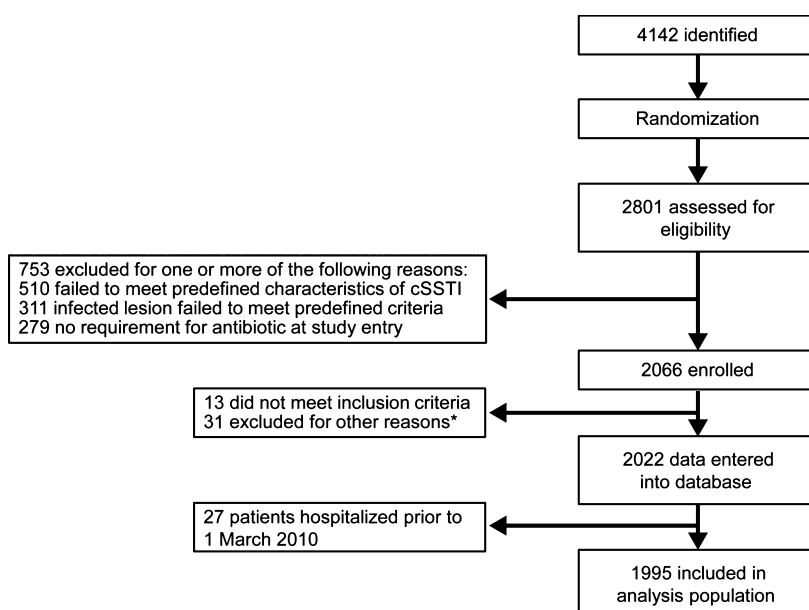 4142 identified
Randomization
2801 assessed for
eligibility
753 excluded for one or more of the following reasons:
510 failed to meet predefined characteristics of cSSTI
311 infected lesion failed to meet predefined criteria
279 no requirement for antibiotic at study entry
2066 enrolled
13 did not meet inclusion criteria
31 excluded for other reasons*
2022 data entered
into database
27 patients hospitalized prior to
1 March 2010
1995 included in
analysis population